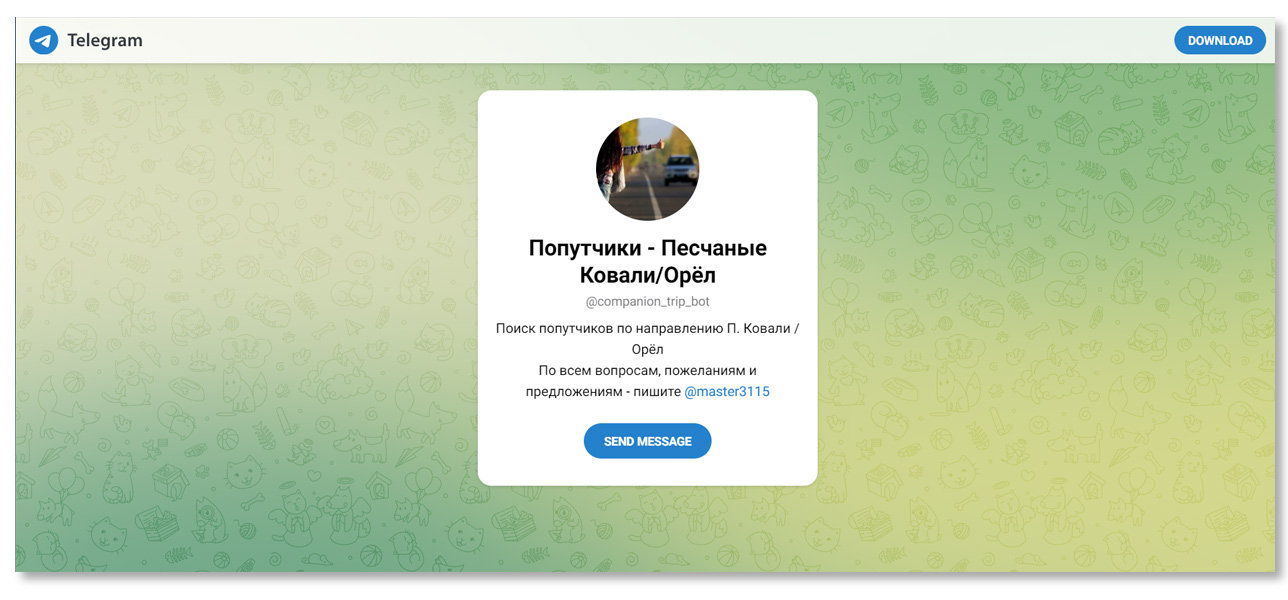 Telegram
DOWNLOAD
Попутчики - Песчаные
Ковали/Орёл
@companion_trip_bot
Поиск попутчиков по направлению П. Ковали /
Орёл
По всем вопросам, пожеланиям и
предложениям - пишите @master3115
SEND MESSAGE